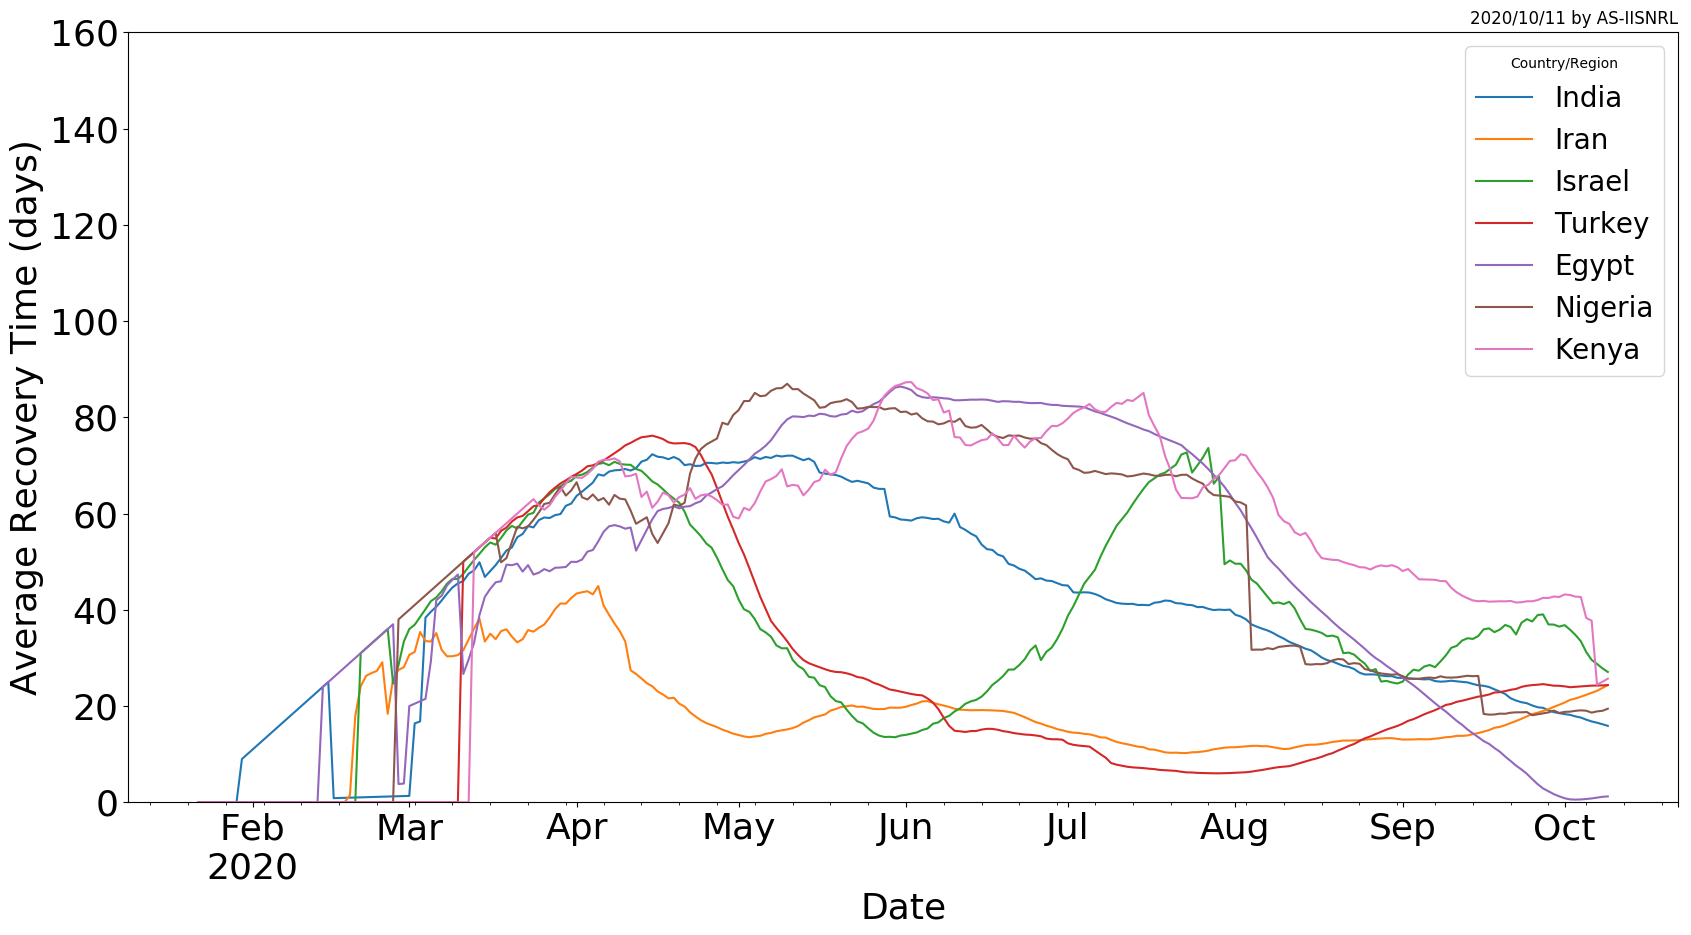 2020/10/11 by AS-IISNRL
160
140
120
100
80
60
40
20
0
Average Recovery Time (days)
Country/Region
India
Iran
Israel
Turkey
Egypt
Nigeria
Kenya
Feb Mar Apr May Jun Jul Aug Sep Oct
2020
Date